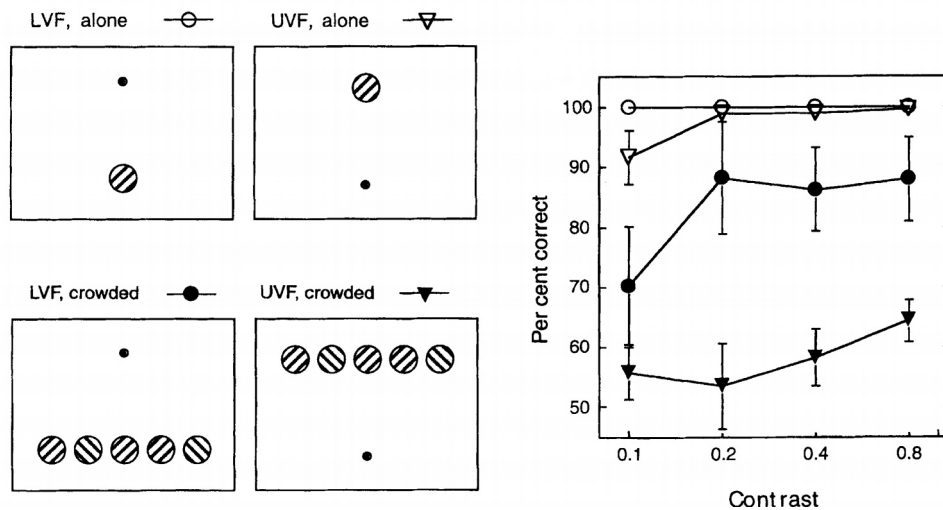 LVF, alone
UVF, alone
LVF, crowded
UVF, crowded
Per cent correct
100
90
80
70
60
50
0.1 0.2 0.4 0.8
Contrast